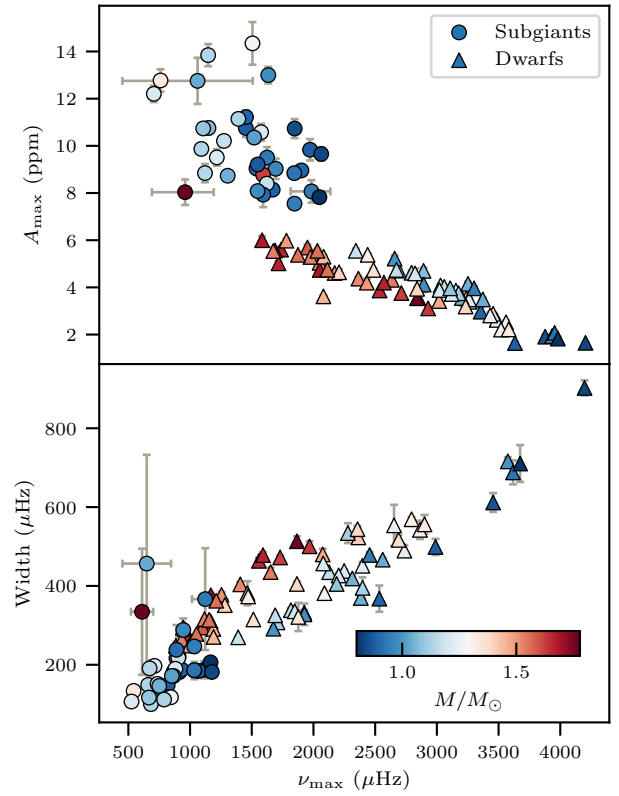 Subgiants
Dwarfs
14
12
10
8
6
4
2
A_max (ppm)
800
600
400
200
Width (μHz)
1.0 1.5
M/M_⊙
500 1000 1500 2000 2500 3000 3500 4000
ν_max (μHz)